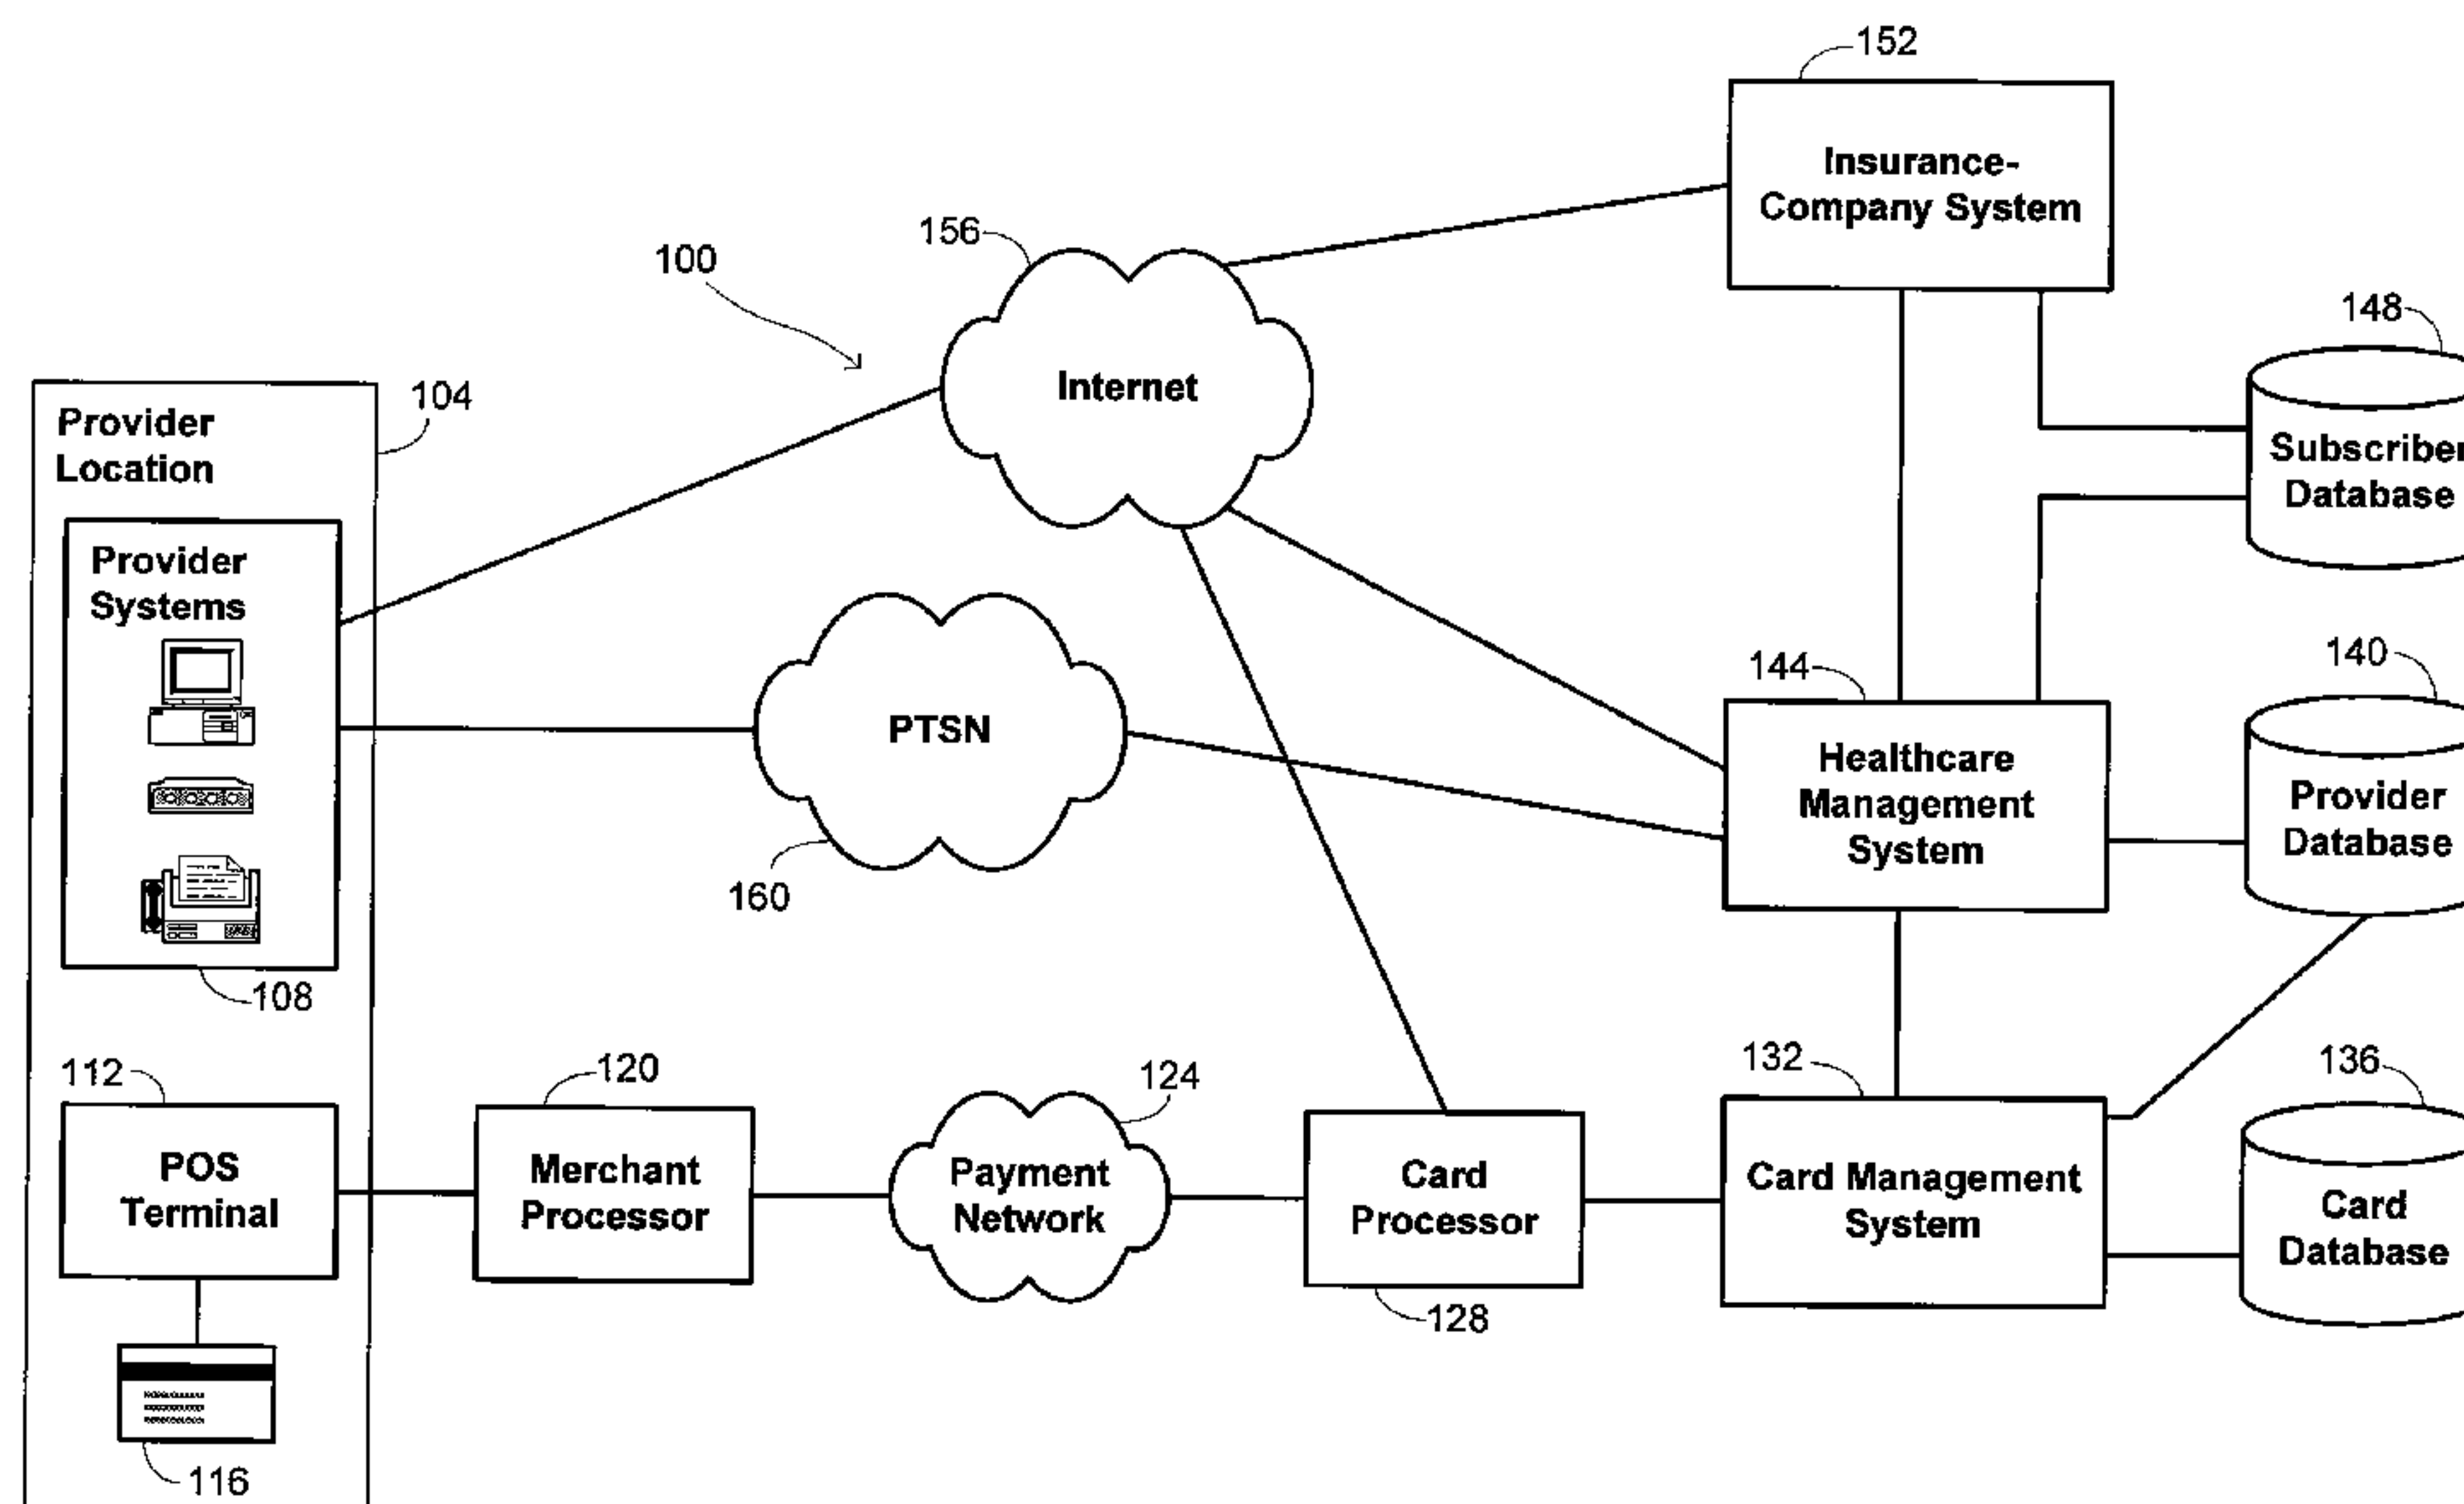 152
Insurance-
Company System
156
100
Internet
148
Subscriber
Database
104
Provider
Location
Provider
Systems
108
PTSN
160
144
Healthcare
Management
System
140
Provider
Database
112
POS
Terminal
116
120
Merchant
Processor
124
Payment
Network
Card
Processor
128
132
Card Management
System
136
Card
Database